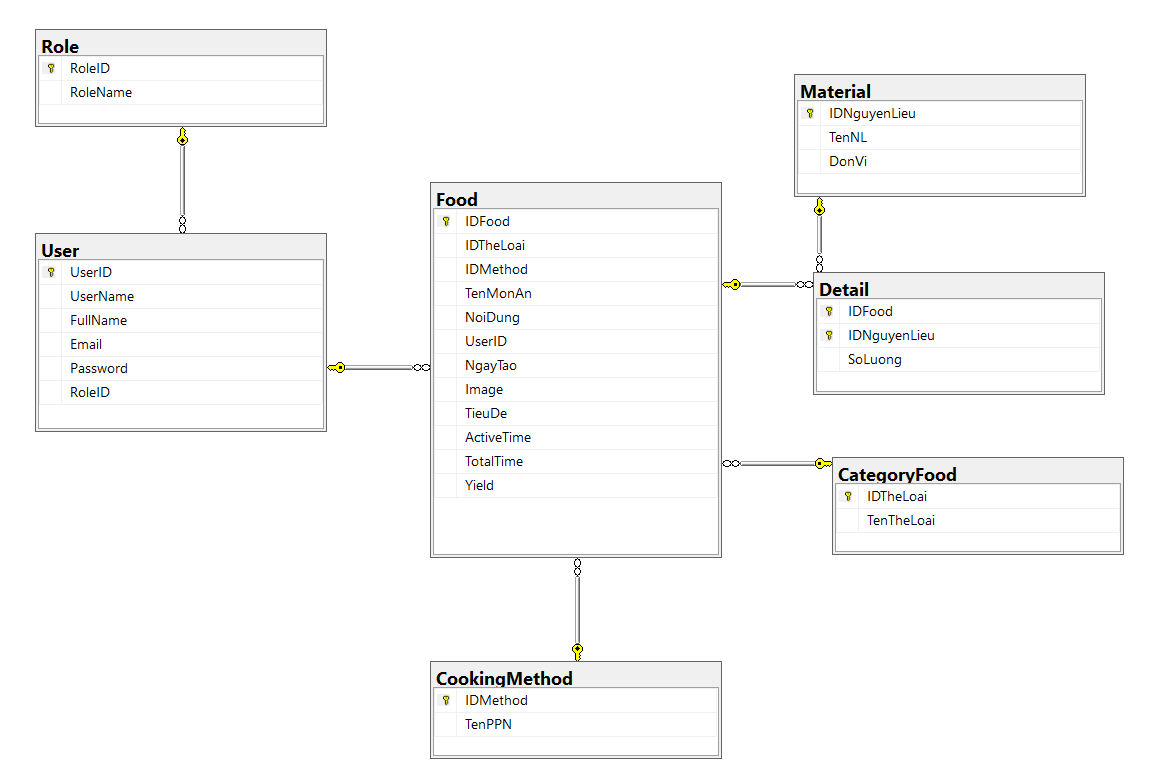 Role
RoleID
RoleName
User
UserID
UserName
FullName
Email
Password
RoleID
Food
IDFood
IDTheLoai
IDMethod
TenMonAn
NoiDung
UserID
NgayTao
Image
TieuDe
ActiveTime
TotalTime
Yield
Material
IDNguyenLieu
TenNL
DonVi
Detail
IDFood
IDNguyenLieu
SoLuong
CategoryFood
IDTheLoai
TenTheLoai
CookingMethod
IDMethod
TenPPN